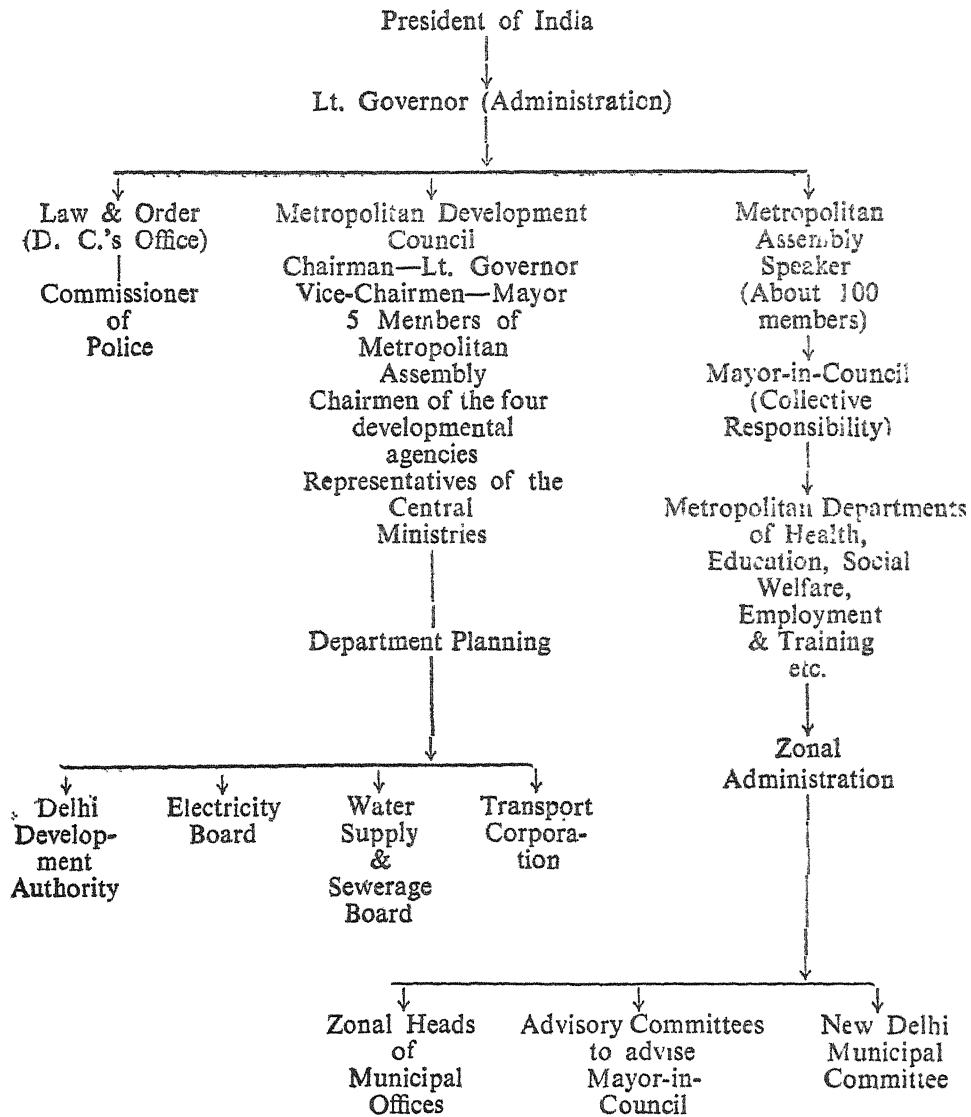 President of India
Lt. Governor (Administration)
Law & Order
(D. C.'s Office)
Commissioner
of
Police
Metropolitan Development
Council
Chairman—Lt. Governor
Vice-Chairmen—Mayor
5 Members of
Metropolitan
Assembly
Chairmen of the four
developmental
agencies
Representatives of the
Central
Ministries
Department Planning
Delhi
Develop-
ment
Authority
Electricity
Board
Water
Supply
&
Sewerage
Board
Transport
Corpora-
tion
Metropolitan
Assembly
Speaker
(About 100
members)
Mayor-in-Council
(Collective
Responsibility)
Metropolitan Departments
of Health,
Education, Social
Welfare,
Employment
& Training
etc.
Zonal
Administration
Zonal Heads
of
Municipal
Offices
Advisory Committees
to advise
Mayor-in-
Council
New Delhi
Municipal
Committee